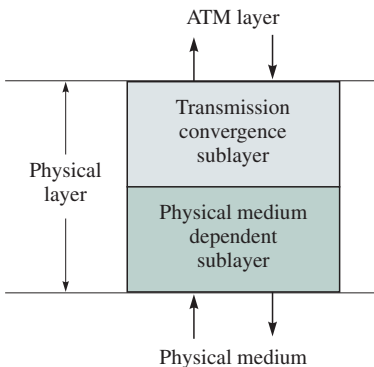 ATM layer
Transmission
convergence
sublayer
Physical
layer
Physical medium
dependent
sublayer
Physical medium